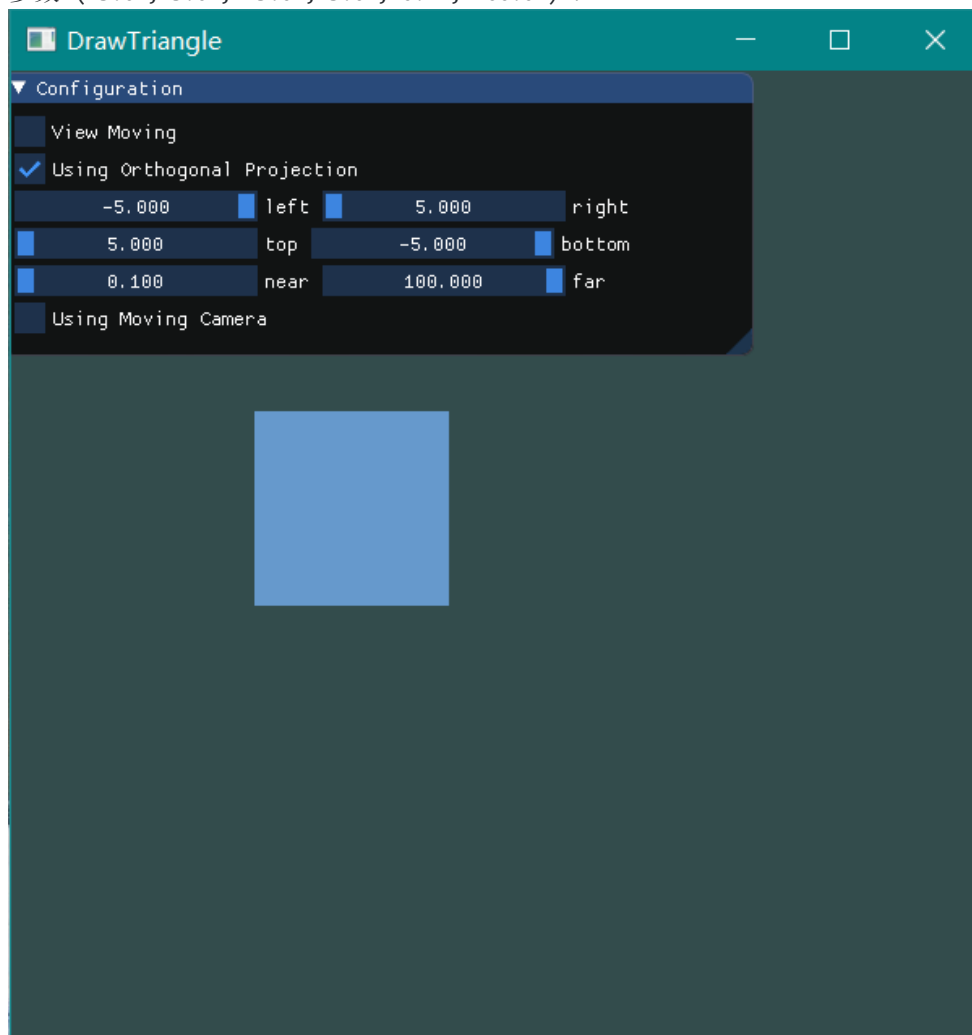 DrawTriangle
Configuration
View Moving
Using Orthogonal Projection
-5.000 left 5.000 right
5.000 top -5.000 bottom
0.100 near 100.000 far
Using Moving Camera